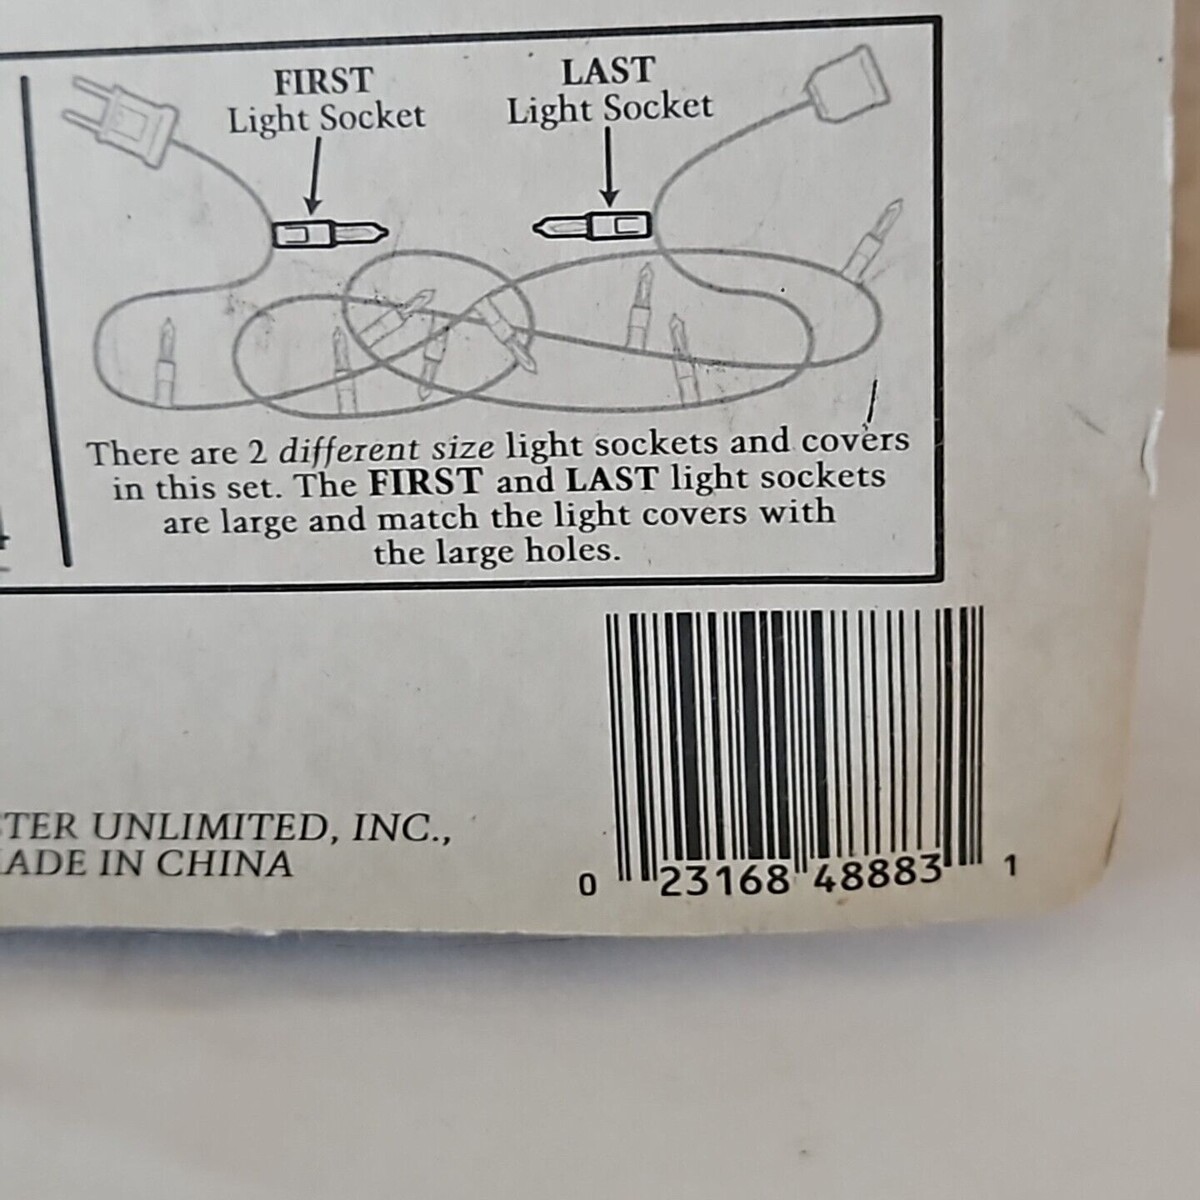 FIRST
Light Socket
LAST
Light Socket
There are 2 different size light sockets and covers
in this set. The FIRST and LAST light sockets
are large and match the light covers with
the large holes.
TER UNLIMITED, INC.,
ADE IN CHINA
0 23168 48883 1